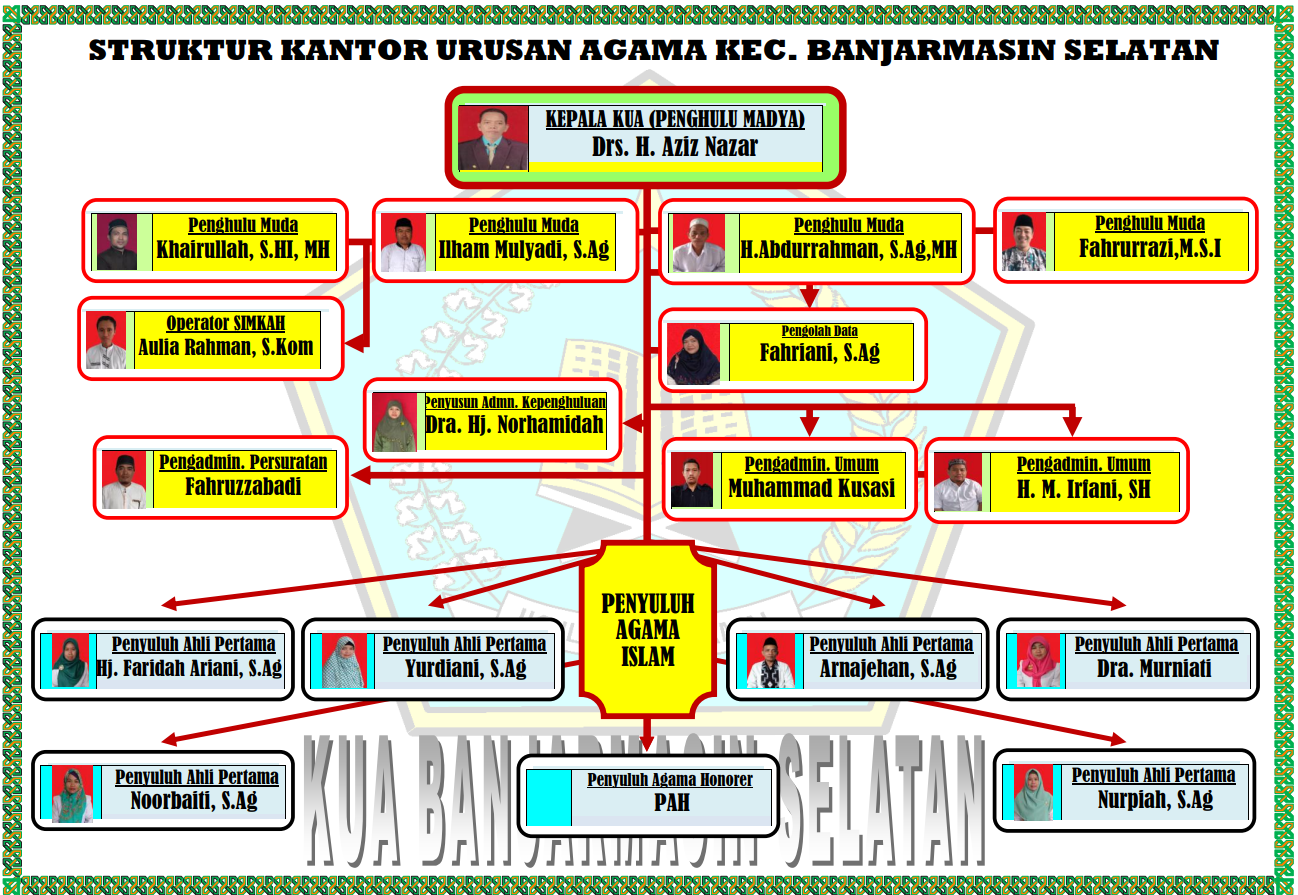 STRUKTUR KANTOR URUSAN AGAMA KEC. BANJARMASIN SELATAN
KEPALA KUA (PENGHULU MADYA)
Drs. H. Aziz Nazar
Penghulu Muda
Khairullah, S.HI, MH
Penghulu Muda
Ilham Mulyadi, S.Ag
Penghulu Muda
H.Abdurrahman, S.Ag,MH
Penghulu Muda
Fahrurrazi,M.S.I
Operator SIMKAH
Aulia Rahman, S.Kom
Pengolah Data
Fahriani, S.Ag
Penyusun Admn. Kepenghuluan
Dra. Hj. Norhamidah
Pengadmin. Persuratan
Fahruzzabadi
Pengadmin. Umum
Muhammad Kusasi
Pengadmin. Umum
H. M. Irfani, SH
PENYULUH
AGAMA
ISLAM
Penyuluh Ahli Pertama
Hj. Faridah Ariani, S.Ag
Penyuluh Ahli Pertama
Yurdiani, S.Ag
Penyuluh Ahli Pertama
Arnajehan, S.Ag
Penyuluh Ahli Pertama
Dra. Murniati
Penyuluh Ahli Pertama
Noorbaiti, S.Ag
Penyuluh Agama Honorer
PAH
Penyuluh Ahli Pertama
Nurpiah, S.Ag
KUA BANJARMASIN SELATAN